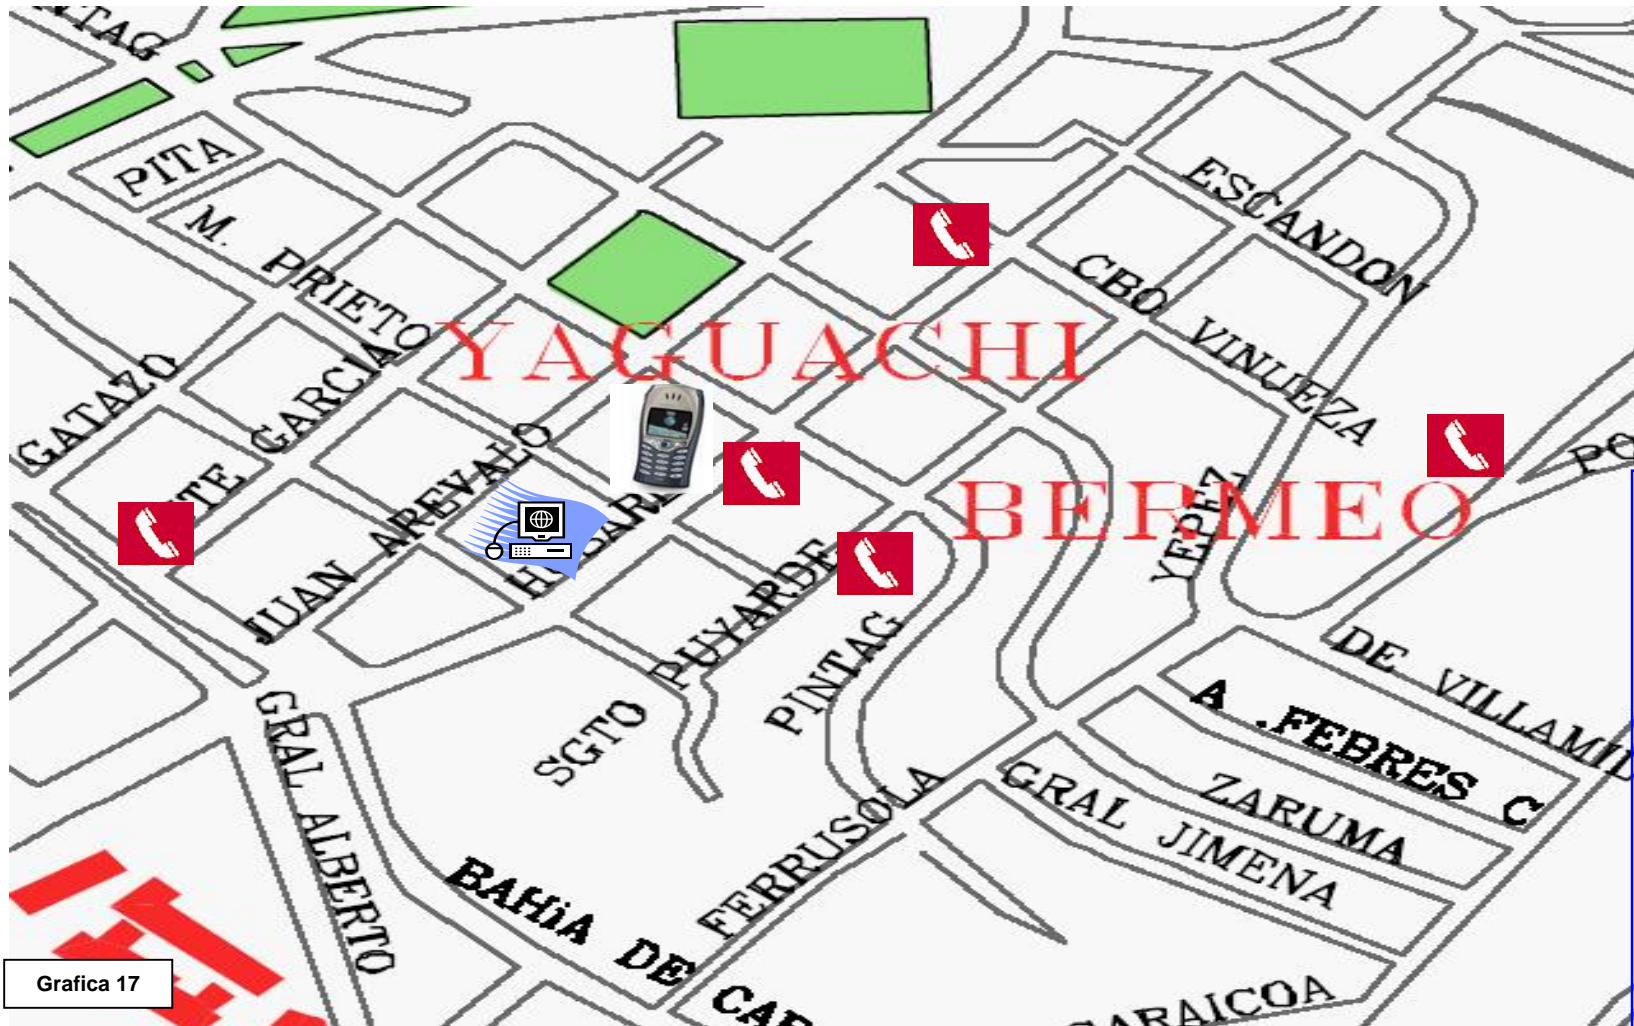 PITA
M. PRIETO
ESCANDON
CBO VINUEZA
YAGUACHI
GATAZO
GARCIA
JUAN AREVALO
YEPEZ
BERMEO
SGTO PUYARDE
PINTAG
DE VILLAMIL
A .FEBRES C
ZARUMA
GRAL JIMENA
GRAL ALBERTO
FERRUSOLA
BAHiA DE
Grafica 17